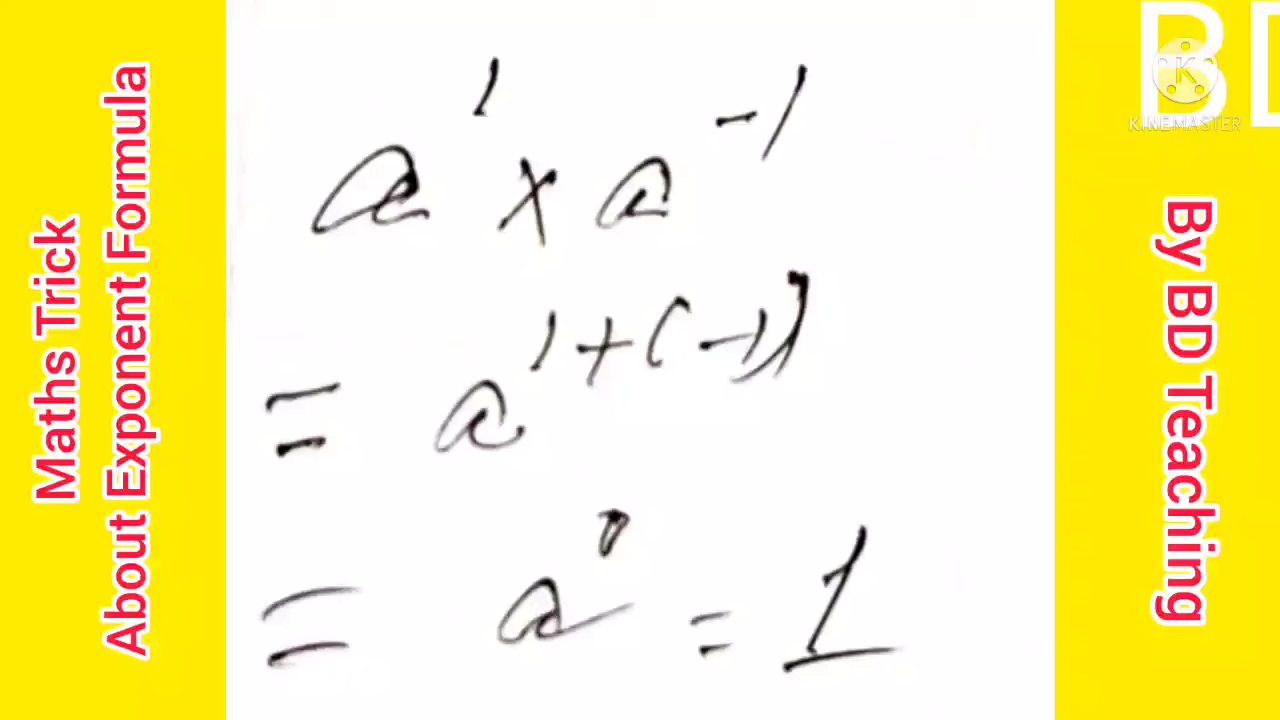 Maths Trick
About Exponent Formula
a¹ x a⁻¹
= a¹⁺⁽⁻¹⁾
= a⁰ = 1
BD
KINEMASTER
By BD Teaching